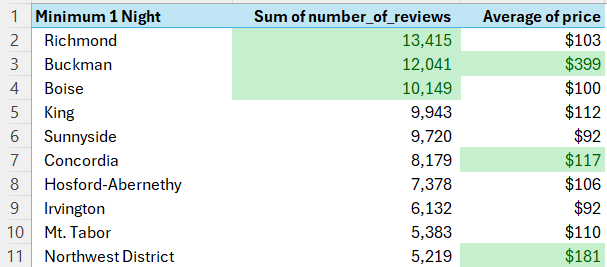 1 Minimum 1 Night Sum of number_of_reviews Average of price
2 Richmond 13,415 $103
3 Buckman 12,041 $399
4 Boise 10,149 $100
5 King 9,943 $112
6 Sunnyside 9,720 $92
7 Concordia 8,179 $117
8 Hosford-Abernethy 7,378 $106
9 Irvington 6,132 $92
10 Mt. Tabor 5,383 $110
11 Northwest District 5,219 $181